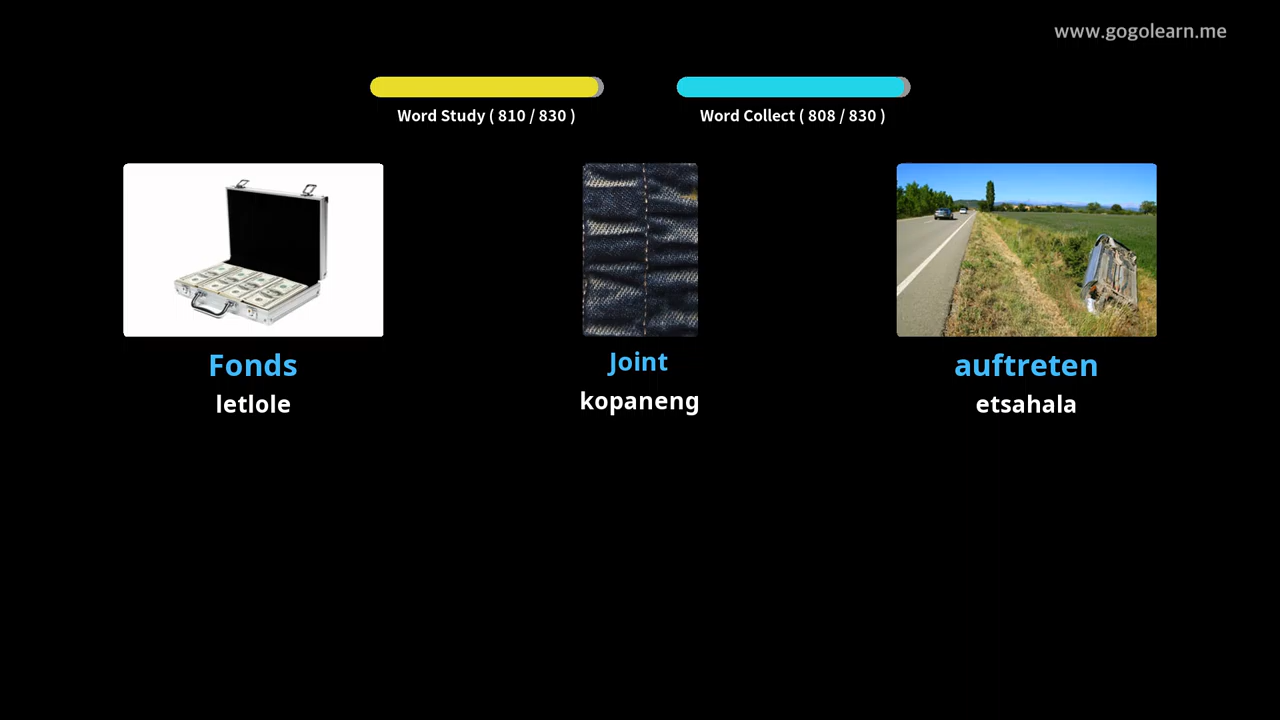 www.gogolearn.me
Word Study ( 810 / 830 )
Word Collect ( 808 / 830 )
Fonds
letlole
Joint
kopaneng
auftreten
etsahala